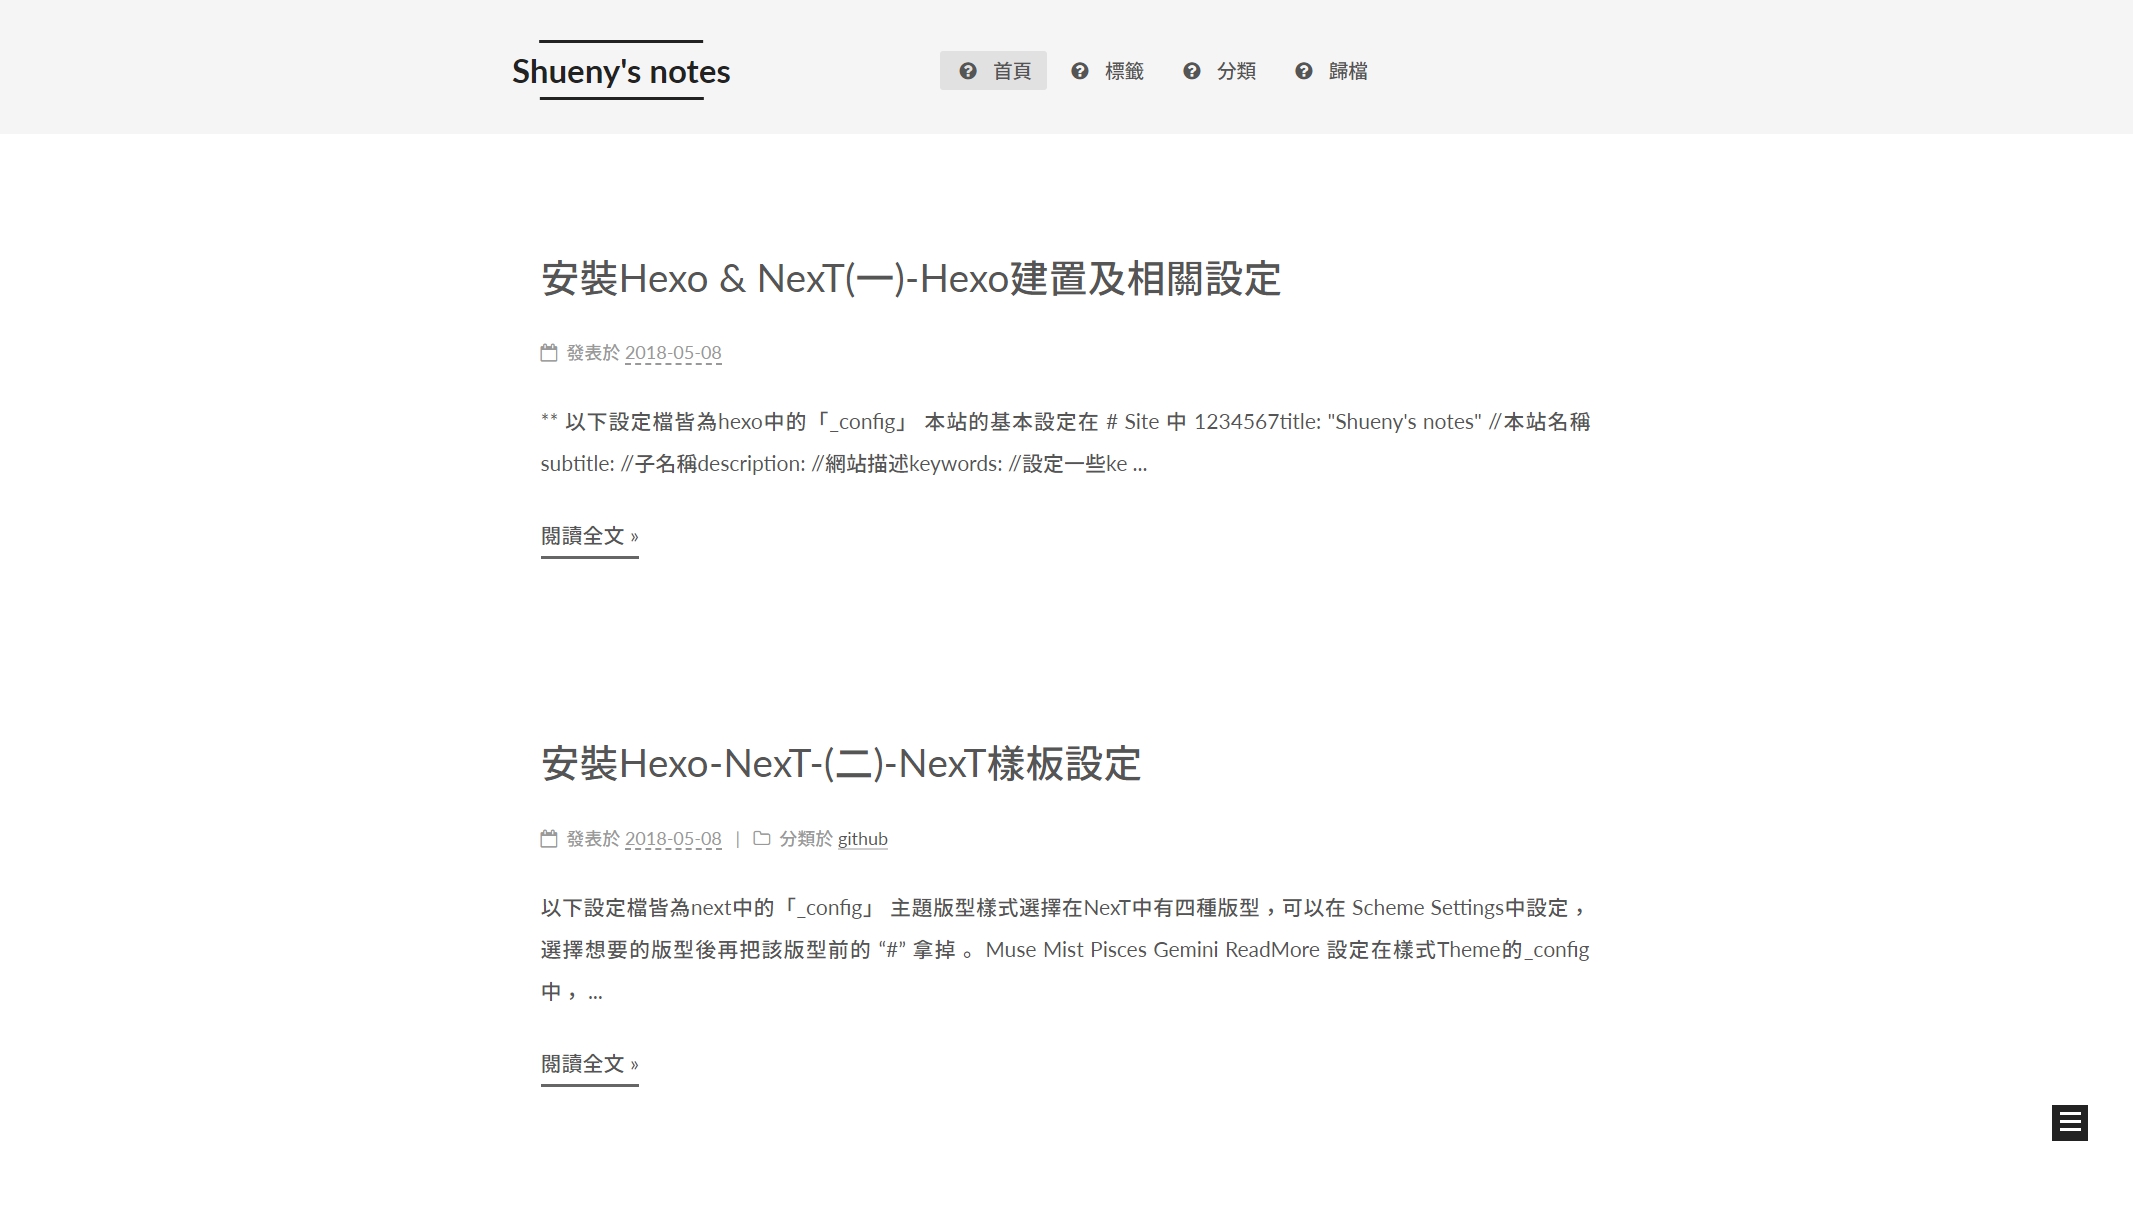 Shueny's notes
首頁 標籤 分類 歸檔
安裝Hexo & NexT(一)-Hexo建置及相關設定
發表於 2018-05-08
** 以下設定檔皆為hexo中的「_config」 本站的基本設定在 # Site 中 1234567title: "Shueny's notes" //本站名稱
subtitle: //子名稱description: //網站描述keywords: //設定一些ke ...
閱讀全文 »
安裝Hexo-NexT-(二)-NexT樣板設定
發表於 2018-05-08 | 分類於 github
以下設定檔皆為next中的「_config」 主題版型樣式選擇在NexT中有四種版型，可以在 Scheme Settings中設定，
選擇想要的版型後再把該版型前的 “#” 拿掉 。Muse Mist Pisces Gemini ReadMore 設定在樣式Theme的_config
中， ...
閱讀全文 »